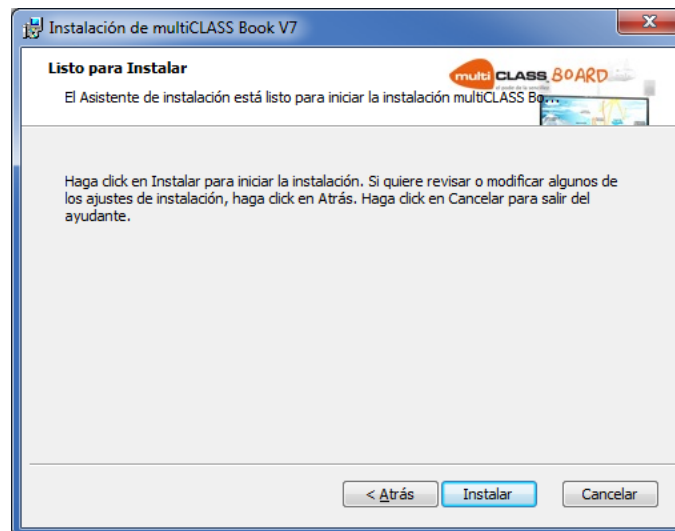 Instalación de multiCLASS Book V7
Listo para Instalar
multi CLASS BOARD
El Asistente de instalación está listo para iniciar la instalación multiCLASS Bo...
Haga click en Instalar para iniciar la instalación. Si quiere revisar o modificar algunos de
los ajustes de instalación, haga click en Atrás. Haga click en Cancelar para salir del
ayudante.
< Atrás
Instalar
Cancelar